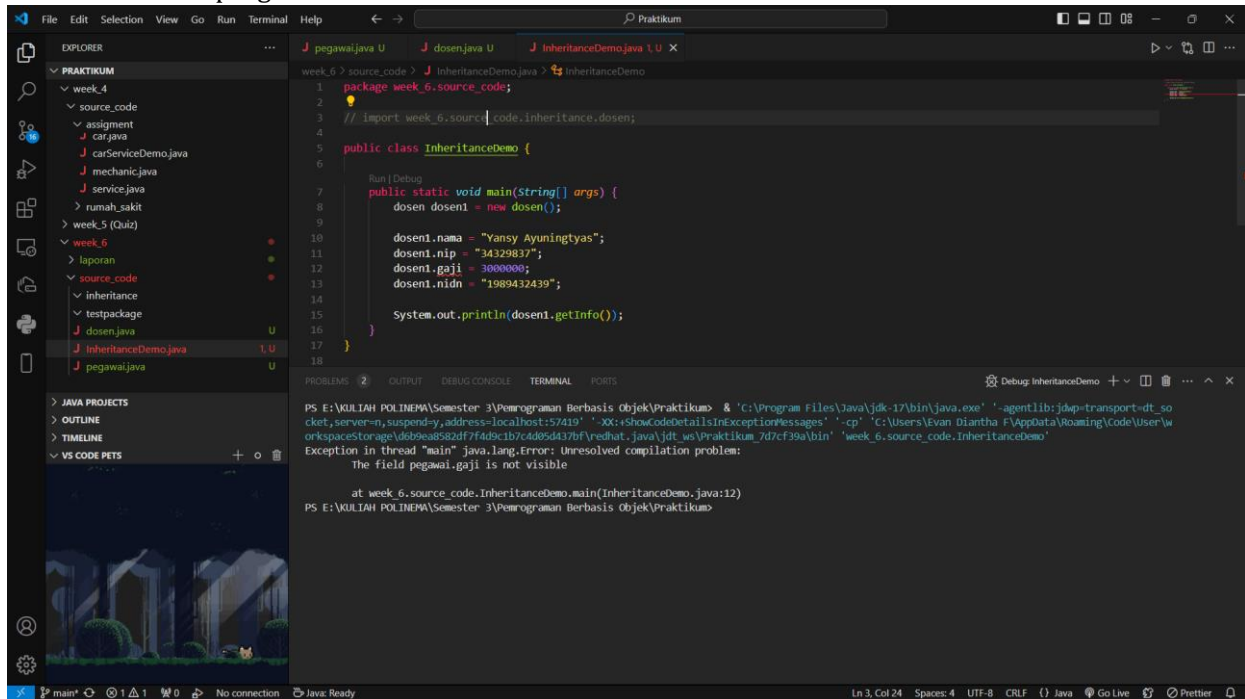 File Edit Selection View Go Run Terminal Help
Praktikum
EXPLORER
PRAKTIKUM
week_4
source_code
assigment
J car.java
J carServiceDemo.java
J mechanic.java
J service.java
rumah_sakit
week_5 (Quiz)
week_6
laporan
source_code
inheritance
testpackage
J dosen.java U
J InheritanceDemo.java 1, U
J pegawai.java U
JAVA PROJECTS
OUTLINE
TIMELINE
VS CODE PETS
J pegawai.java U J dosen.java U J InheritanceDemo.java 1, U
week_6 > source_code > J InheritanceDemo.java > InheritanceDemo
1 package week_6.source_code;
2
3 // import week_6.source_code.inheritance.dosen;
4
5 public class InheritanceDemo {
6
Run | Debug
7 public static void main(String[] args) {
8 dosen dosen1 = new dosen();
9
10 dosen1.nama = "Yansy Ayuningtyas";
11 dosen1.nip = "34329837";
12 dosen1.gaji = 3000000;
13 dosen1.nidn = "1989432439";
14
15 System.out.println(dosen1.getInfo());
16 }
17 }
18
PROBLEMS 2 OUTPUT DEBUG CONSOLE TERMINAL PORTS
Debug: InheritanceDemo
PS E:\KULIAH POLINEMA\Semester 3\Pemrograman Berbasis Objek\Praktikum> & 'C:\Program Files\Java\jdk-17\bin\java.exe' '-agentlib:jdwp=transport=dt_so
cket,server=n,suspend=y,address=localhost:57419' '-XX:+ShowCodeDetailsInExceptionMessages' '-cp' 'C:\Users\Evan Diantha F\AppData\Roaming\Code\User\w
orkspaceStorage\d6b9ea8582df7f4d9c1b7c4d05d437bf\redhat.java\jdt_ws\Praktikum_7d7cf39a\bin' 'week_6.source_code.InheritanceDemo'
Exception in thread "main" java.lang.Error: Unresolved compilation problem:
The field pegawai.gaji is not visible
at week_6.source_code.InheritanceDemo.main(InheritanceDemo.java:12)
PS E:\KULIAH POLINEMA\Semester 3\Pemrograman Berbasis Objek\Praktikum>
16
main* 1 1 0 No connection Java: Ready
Ln 3, Col 24 Spaces: 4 UTF-8 CRLF {} Java Go Live Prettier